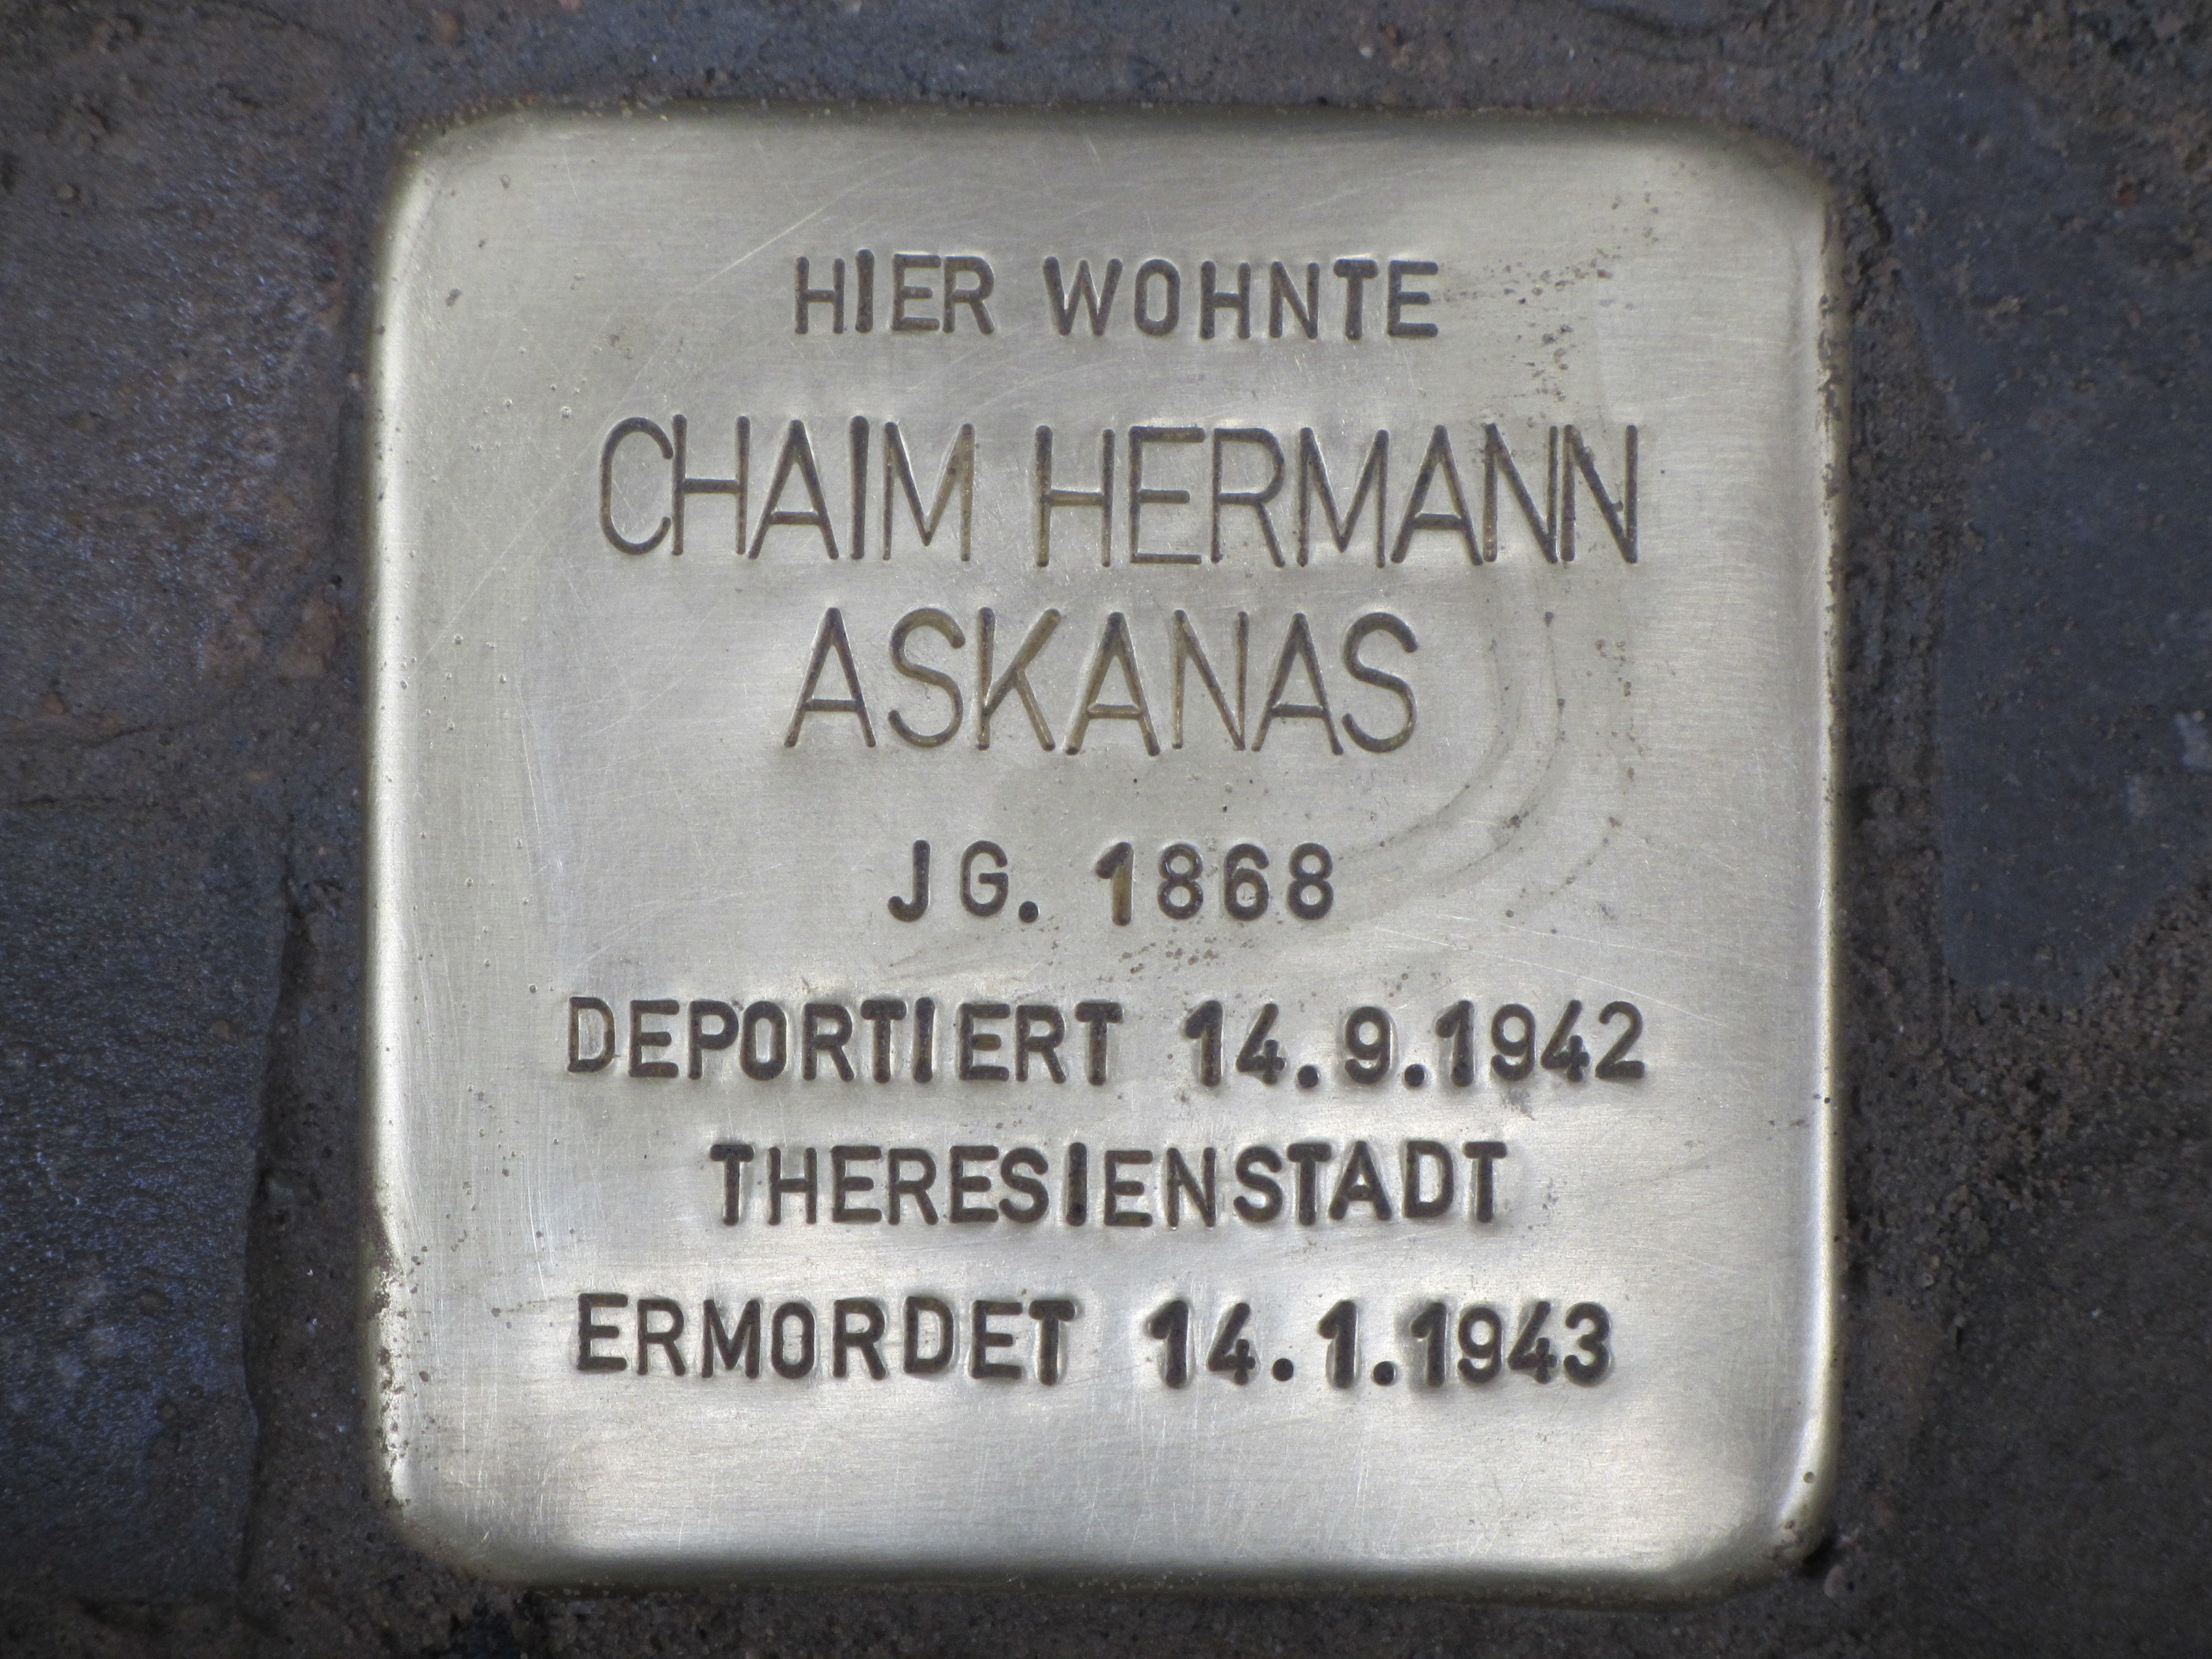 HIER WOHNTE
CHAIM HERMANN
ASKANAS
JG. 1868
DEPORTIERT 14.9.1942
THERESIENSTADT
ERMORDET 14.1.1943